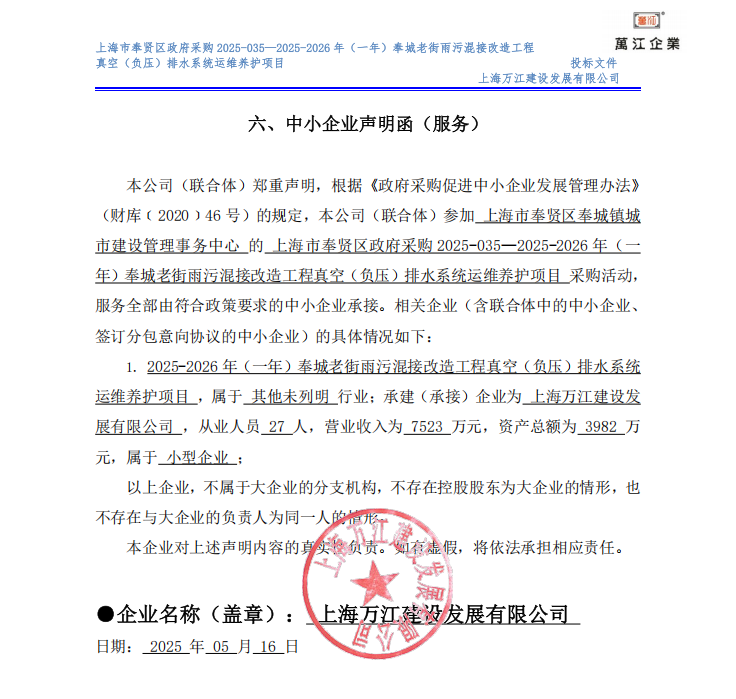 萬江
萬江企業
上海市奉贤区政府采购 2025-035—2025-2026 年（一年）奉城老街雨污混接改造工程
真空（负压）排水系统运维养护项目 投标文件
上海万江建设发展有限公司
六、中小企业声明函（服务）
本公司（联合体）郑重声明，根据《政府采购促进中小企业发展管理办法》
（财库﹝2020﹞46 号）的规定，本公司（联合体）参加 上海市奉贤区奉城镇城
市建设管理事务中心 的 上海市奉贤区政府采购 2025-035—2025-2026 年（一
年）奉城老街雨污混接改造工程真空（负压）排水系统运维养护项目 采购活动，
服务全部由符合政策要求的中小企业承接。相关企业（含联合体中的中小企业、
签订分包意向协议的中小企业）的具体情况如下：
1. 2025-2026 年（一年）奉城老街雨污混接改造工程真空（负压）排水系统
运维养护项目 ，属于 其他未列明 行业；承建（承接）企业为 上海万江建设发
展有限公司 ，从业人员 27 人，营业收入为 7523 万元，资产总额为 3982 万
元，属于 小型企业 ；
以上企业，不属于大企业的分支机构，不存在控股股东为大企业的情形，也
不存在与大企业的负责人为同一人的情形。
本企业对上述声明内容的真实性负责。如有虚假，将依法承担相应责任。
●企业名称（盖章）： 上海万江建设发展有限公司
日期： 2025 年 05 月 16 日
上海万江建设发展有限公司